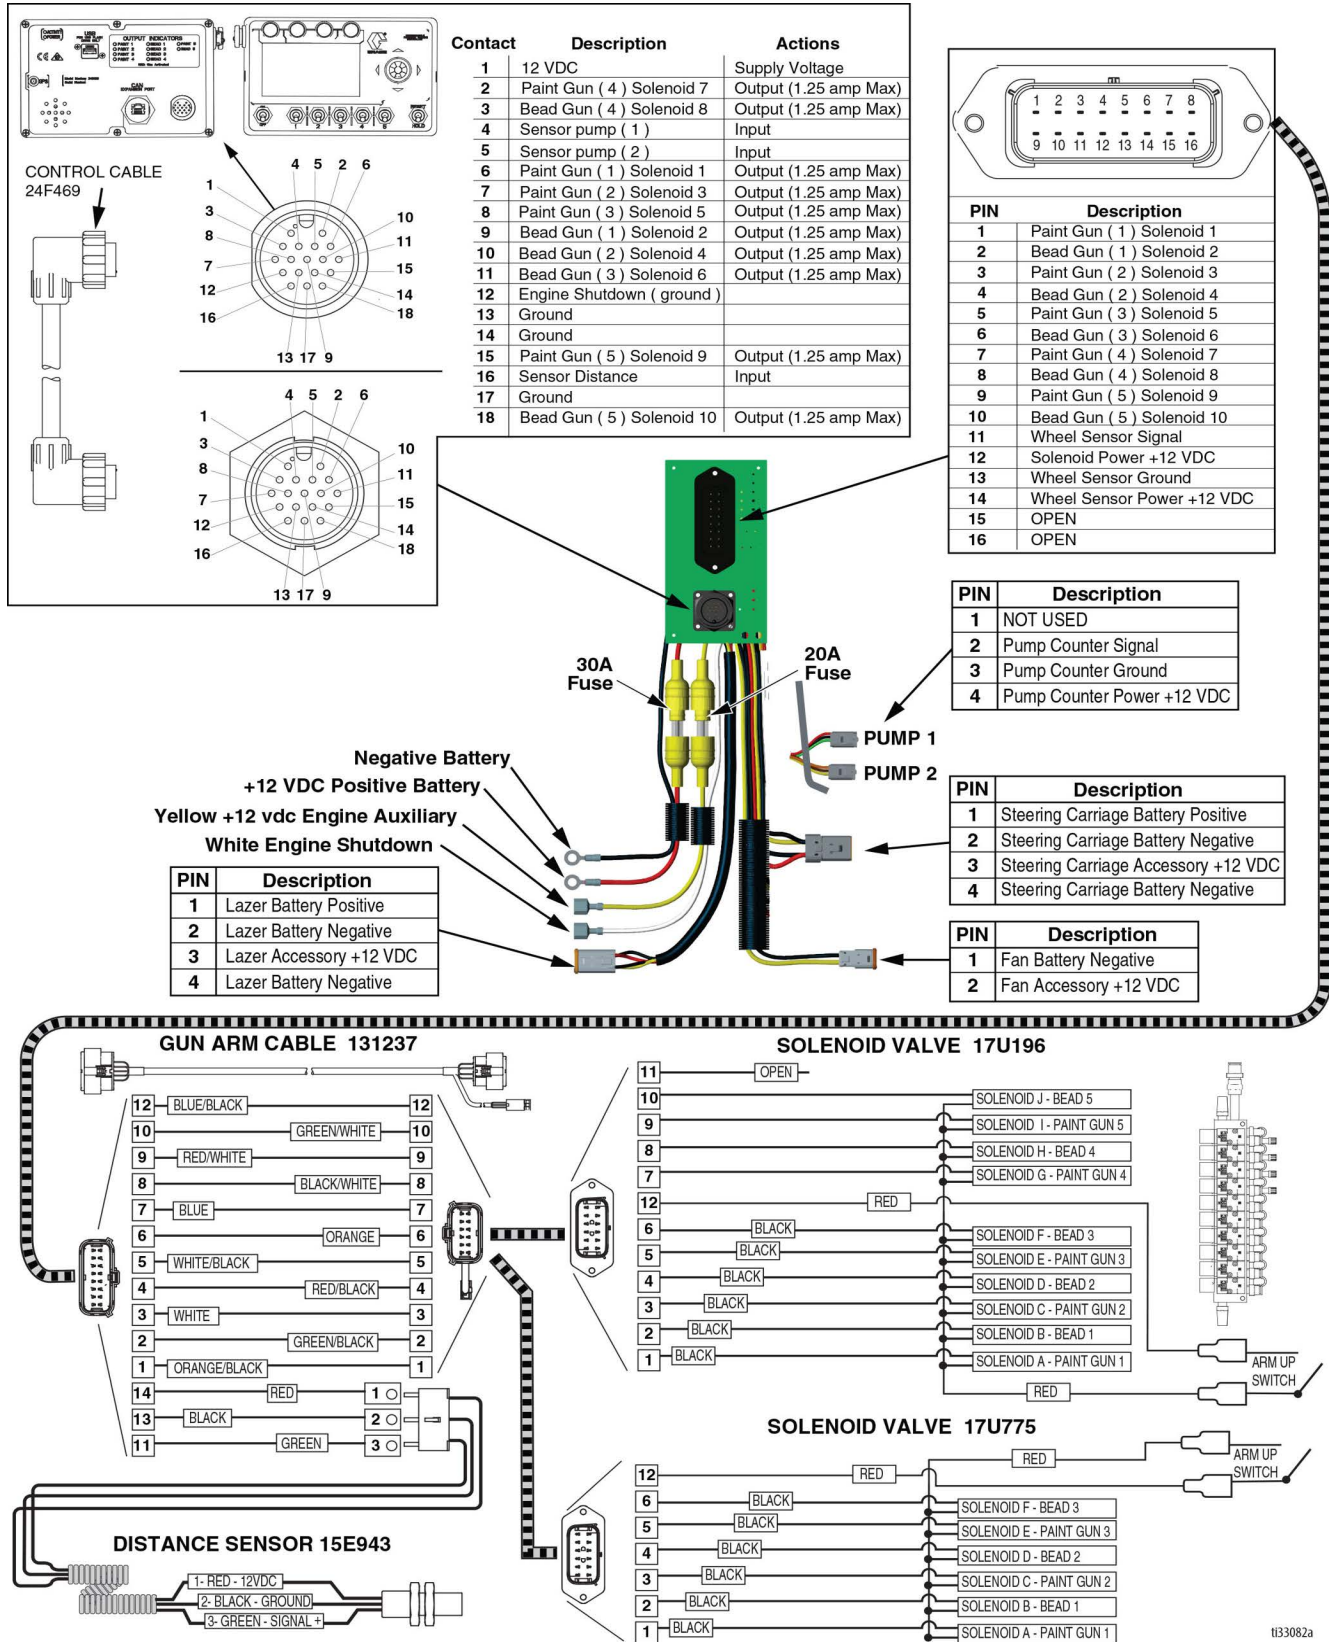 USB
OUTPUT INDICATORS
CAN
EXPANSION PORT
CONTROL CABLE
24F469
4 5 2 6
1
3
8
7
12
16
10
11
15
14
18
13 17 9
4 5 2 6
1
3
8
7
12
16
10
11
15
14
18
13 17 9
Contact Description Actions
1 12 VDC Supply Voltage
2 Paint Gun ( 4 ) Solenoid 7 Output (1.25 amp Max)
3 Bead Gun ( 4 ) Solenoid 8 Output (1.25 amp Max)
4 Sensor pump ( 1 ) Input
5 Sensor pump ( 2 ) Input
6 Paint Gun ( 1 ) Solenoid 1 Output (1.25 amp Max)
7 Paint Gun ( 2 ) Solenoid 3 Output (1.25 amp Max)
8 Paint Gun ( 3 ) Solenoid 5 Output (1.25 amp Max)
9 Bead Gun ( 1 ) Solenoid 2 Output (1.25 amp Max)
10 Bead Gun ( 2 ) Solenoid 4 Output (1.25 amp Max)
11 Bead Gun ( 3 ) Solenoid 6 Output (1.25 amp Max)
12 Engine Shutdown ( ground )
13 Ground
14 Ground
15 Paint Gun ( 5 ) Solenoid 9 Output (1.25 amp Max)
16 Sensor Distance Input
17 Ground
18 Bead Gun ( 5 ) Solenoid 10 Output (1.25 amp Max)
1 2 3 4 5 6 7 8
9 10 11 12 13 14 15 16
PIN Description
1 Paint Gun ( 1 ) Solenoid 1
2 Bead Gun ( 1 ) Solenoid 2
3 Paint Gun ( 2 ) Solenoid 3
4 Bead Gun ( 2 ) Solenoid 4
5 Paint Gun ( 3 ) Solenoid 5
6 Bead Gun ( 3 ) Solenoid 6
7 Paint Gun ( 4 ) Solenoid 7
8 Bead Gun ( 4 ) Solenoid 8
9 Paint Gun ( 5 ) Solenoid 9
10 Bead Gun ( 5 ) Solenoid 10
11 Wheel Sensor Signal
12 Solenoid Power +12 VDC
13 Wheel Sensor Ground
14 Wheel Sensor Power +12 VDC
15 OPEN
16 OPEN
30A
Fuse
20A
Fuse
PIN Description
1 NOT USED
2 Pump Counter Signal
3 Pump Counter Ground
4 Pump Counter Power +12 VDC
PUMP 1
PUMP 2
Negative Battery
+12 VDC Positive Battery
Yellow +12 vdc Engine Auxiliary
White Engine Shutdown
PIN Description
1 Lazer Battery Positive
2 Lazer Battery Negative
3 Lazer Accessory +12 VDC
4 Lazer Battery Negative
PIN Description
1 Steering Carriage Battery Positive
2 Steering Carriage Battery Negative
3 Steering Carriage Accessory +12 VDC
4 Steering Carriage Battery Negative
PIN Description
1 Fan Battery Negative
2 Fan Accessory +12 VDC
GUN ARM CABLE 131237
12 BLUE/BLACK 12
10 GREEN/WHITE 10
9 RED/WHITE 9
8 BLACK/WHITE 8
7 BLUE 7
6 ORANGE 6
5 WHITE/BLACK 5
4 RED/BLACK 4
3 WHITE 3
2 GREEN/BLACK 2
1 ORANGE/BLACK 1
14 RED 1
13 BLACK 2
11 GREEN 3
DISTANCE SENSOR 15E943
1- RED - 12VDC
2- BLACK - GROUND
3- GREEN - SIGNAL +
SOLENOID VALVE 17U196
11 OPEN
10 SOLENOID J - BEAD 5
9 SOLENOID I - PAINT GUN 5
8 SOLENOID H - BEAD 4
7 SOLENOID G - PAINT GUN 4
12 RED
6 BLACK SOLENOID F - BEAD 3
5 BLACK SOLENOID E - PAINT GUN 3
4 BLACK SOLENOID D - BEAD 2
3 BLACK SOLENOID C - PAINT GUN 2
2 BLACK SOLENOID B - BEAD 1
1 BLACK SOLENOID A - PAINT GUN 1
RED
ARM UP
SWITCH
SOLENOID VALVE 17U775
RED
ARM UP
SWITCH
12 RED
6 BLACK SOLENOID F - BEAD 3
5 BLACK SOLENOID E - PAINT GUN 3
4 BLACK SOLENOID D - BEAD 2
3 BLACK SOLENOID C - PAINT GUN 2
2 BLACK SOLENOID B - BEAD 1
1 BLACK SOLENOID A - PAINT GUN 1
ti33082a